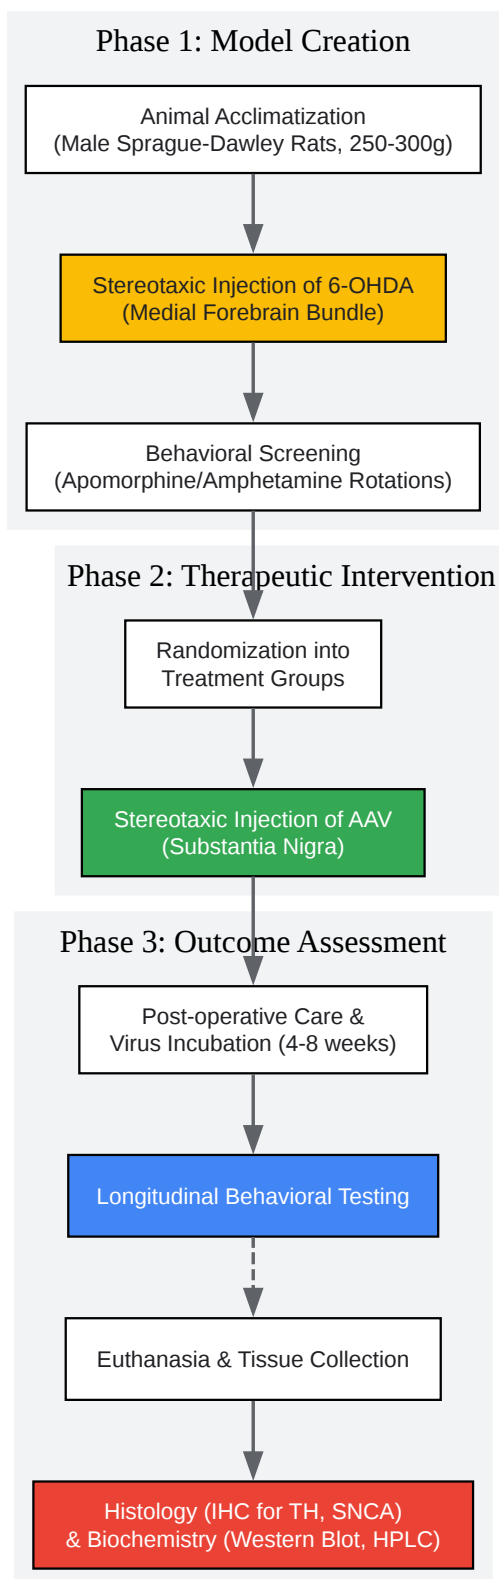 Phase 1: Model Creation
Animal Acclimatization
(Male Sprague-Dawley Rats, 250-300g)
Stereotaxic Injection of 6-OHDA
(Medial Forebrain Bundle)
Behavioral Screening
(Apomorphine/Amphetamine Rotations)
Phase 2: Therapeutic Intervention
Randomization into
Treatment Groups
Stereotaxic Injection of AAV
(Substantia Nigra)
Phase 3: Outcome Assessment
Post-operative Care &
Virus Incubation (4-8 weeks)
Longitudinal Behavioral Testing
Euthanasia & Tissue Collection
Histology (IHC for TH, SNCA)
& Biochemistry (Western Blot, HPLC)